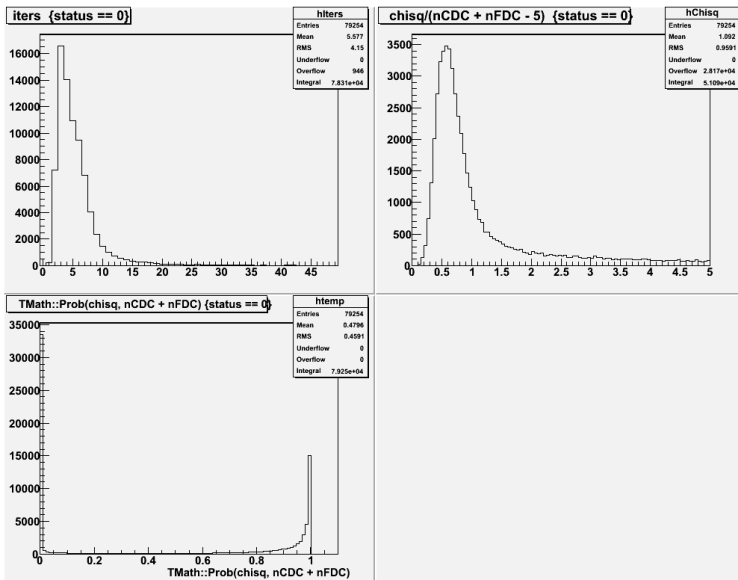 iters {status == 0}
hIters
Entries 79254
Mean 5.577
RMS 4.15
Underflow 0
Overflow 946
Integral 7.831e+04
16000
14000
12000
10000
8000
6000
4000
2000
0
0 5 10 15 20 25 30 35 40 45
chisq/(nCDC + nFDC - 5) {status == 0}
hChisq
Entries 79254
Mean 1.092
RMS 0.9591
Underflow 0
Overflow 2.817e+04
Integral 5.109e+04
3500
3000
2500
2000
1500
1000
500
0
0 0.5 1 1.5 2 2.5 3 3.5 4 4.5 5
TMath::Prob(chisq, nCDC + nFDC) {status == 0}
htemp
Entries 79254
Mean 0.4796
RMS 0.4591
Underflow 0
Overflow 0
Integral 7.925e+04
35000
30000
25000
20000
15000
10000
5000
0
0 0.2 0.4 0.6 0.8 1
TMath::Prob(chisq, nCDC + nFDC)